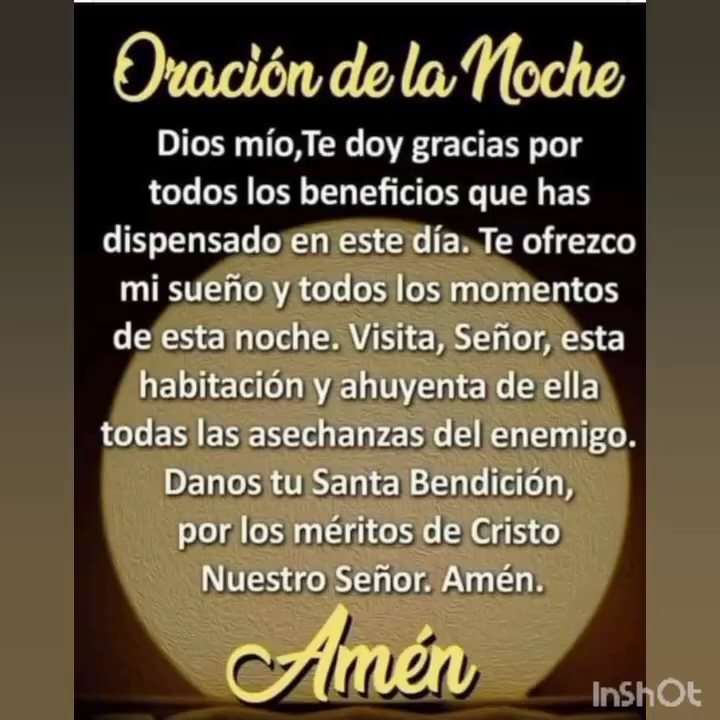 Oración de la Noche
Dios mío,Te doy gracias por
todos los beneficios que has
dispensado en este día. Te ofrezco
mi sueño y todos los momentos
de esta noche. Visita, Señor, esta
habitación y ahuyenta de ella
todas las asechanzas del enemigo.
Danos tu Santa Bendición,
por los méritos de Cristo
Nuestro Señor. Amén.
Amén
InShOt